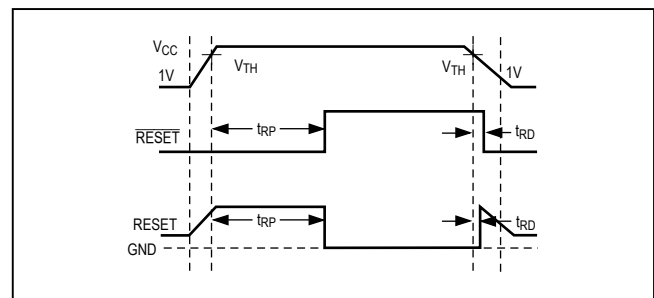 VCC
1V
VTH
VTH
1V
RESET
tRP
tRD
RESET
tRP
tRD
GND